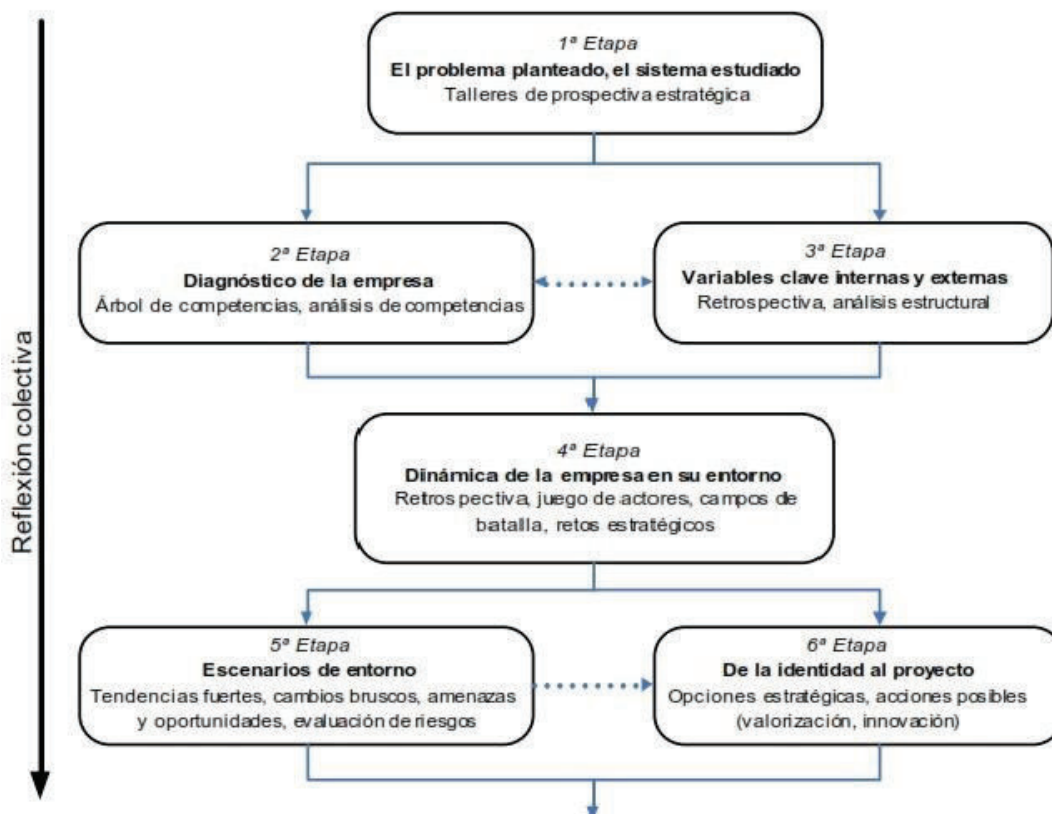 1ª Etapa
El problema planteado, el sistema estudiado
Talleres de prospectiva estratégica
2ª Etapa
Diagnóstico de la empresa
Árbol de competencias, análisis de competencias
3ª Etapa
Variables clave internas y externas
Retrospectiva, análisis estructural
Reflexión colectiva
4ª Etapa
Dinámica de la empresa en su entorno
Retrospectiva, juego de actores, campos de
batalla, retos estratégicos
5ª Etapa
Escenarios de entorno
Tendencias fuertes, cambios bruscos, amenazas
y oportunidades, evaluación de riesgos
6ª Etapa
De la identidad al proyecto
Opciones estratégicas, acciones posibles
(valorización, innovación)